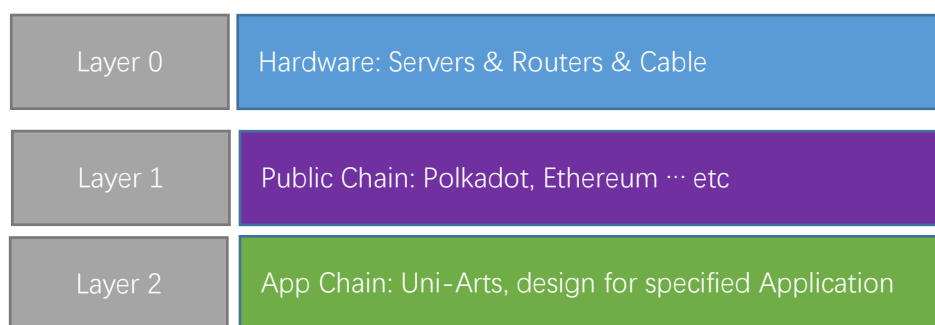 Layer 0
Hardware: Servers & Routers & Cable
Layer 1
Public Chain: Polkadot, Ethereum ··· etc
Layer 2
App Chain: Uni-Arts, design for specified Application